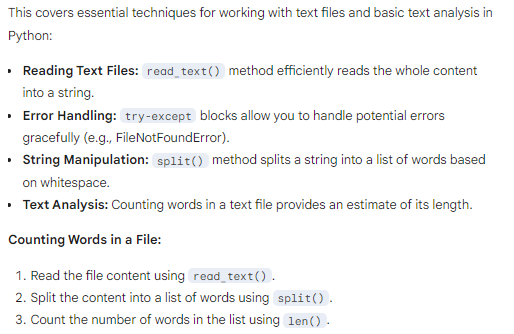 This covers essential techniques for working with text files and basic text analysis in
Python:
• Reading Text Files: read_text() method efficiently reads the whole content
into a string.
• Error Handling: try-except blocks allow you to handle potential errors
gracefully (e.g., FileNotFoundError).
• String Manipulation: split() method splits a string into a list of words based
on whitespace.
• Text Analysis: Counting words in a text file provides an estimate of its length.
Counting Words in a File:
1. Read the file content using read_text() .
2. Split the content into a list of words using split() .
3. Count the number of words in the list using len() .